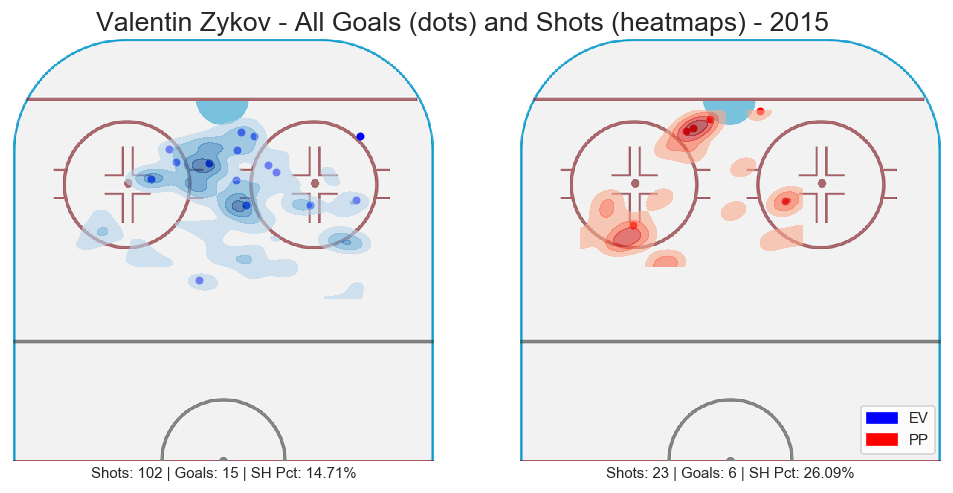 Valentin Zykov - All Goals (dots) and Shots (heatmaps) - 2015
EV
PP
Shots: 102 | Goals: 15 | SH Pct: 14.71%
Shots: 23 | Goals: 6 | SH Pct: 26.09%